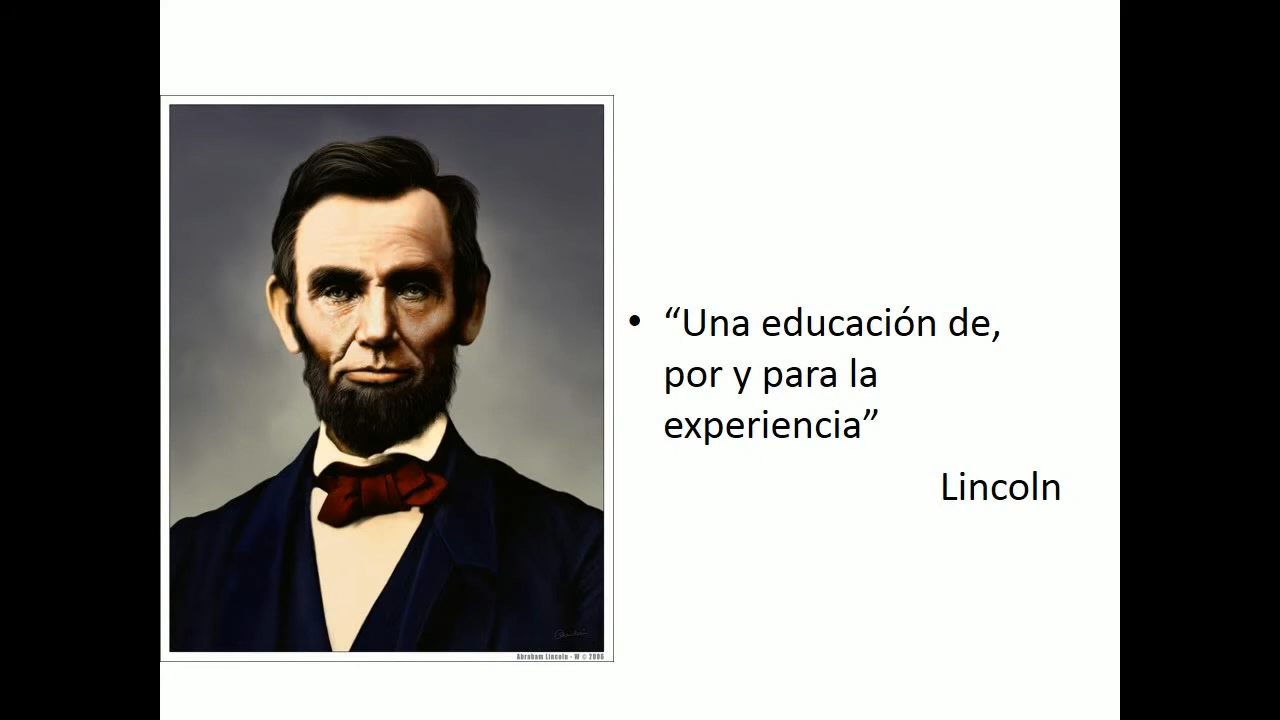 • “Una educación de,
por y para la
experiencia”
Lincoln
Abraham Lincoln - W © 2006